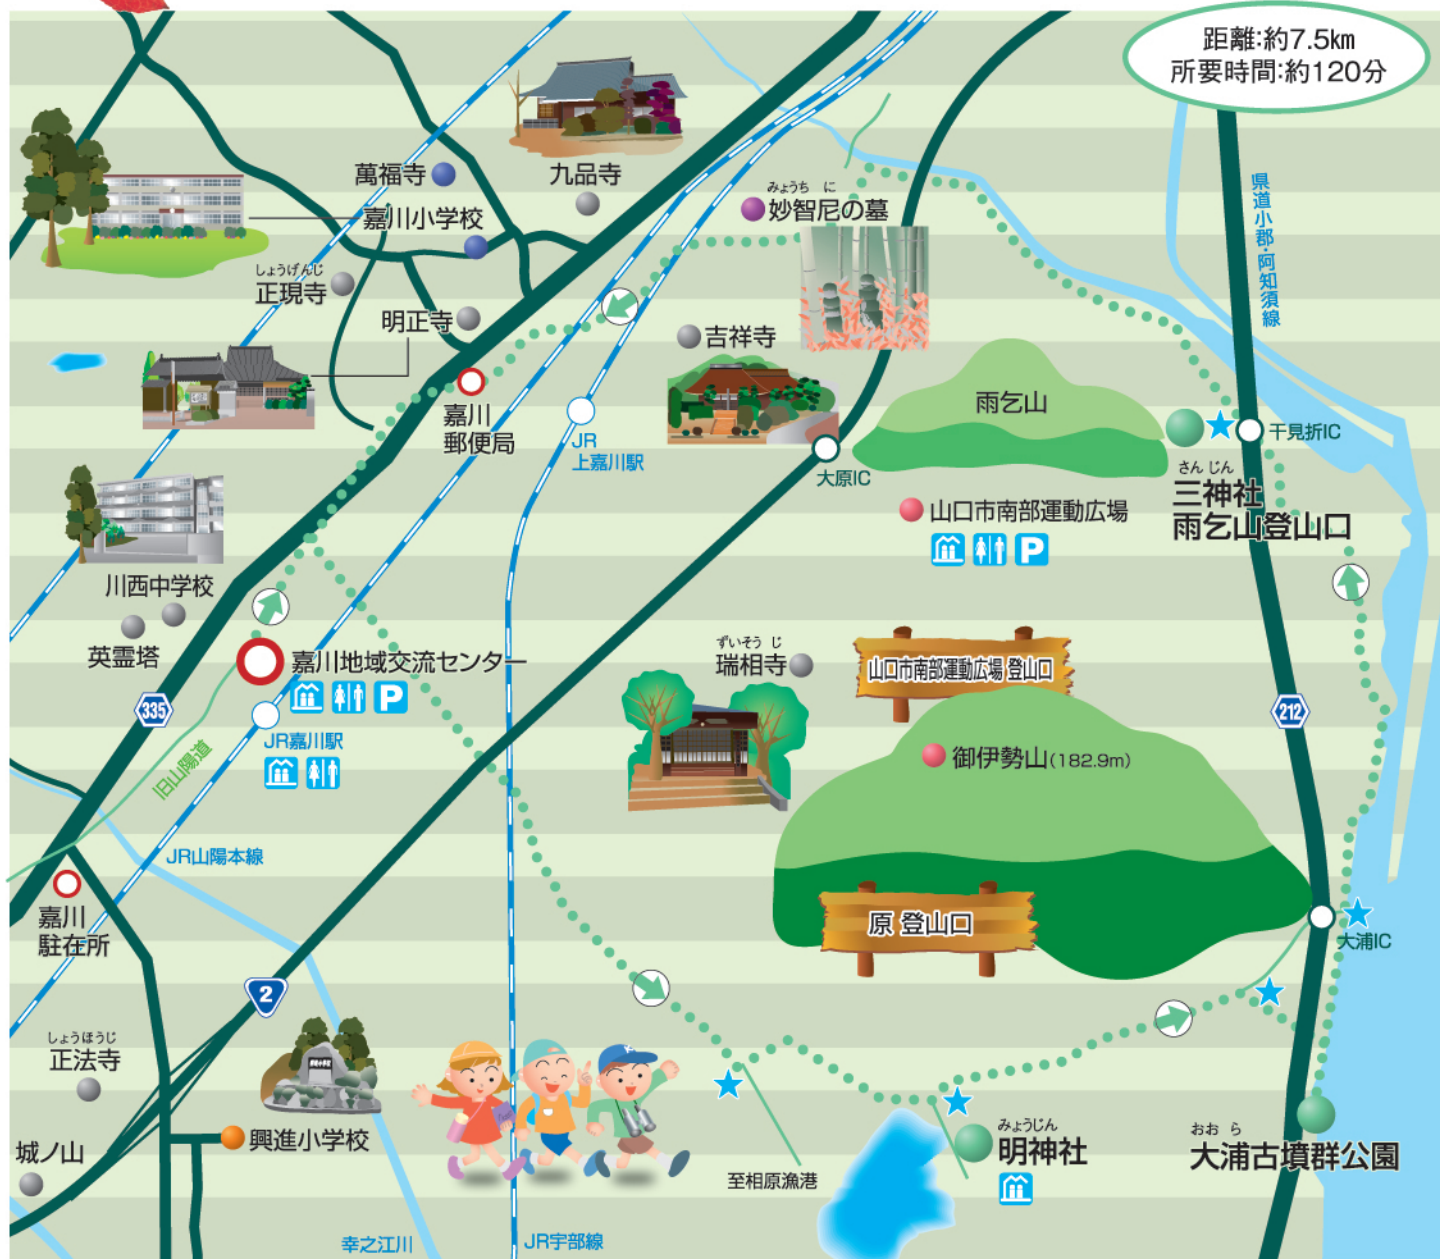 距離:約7.5km
所要時間:約120分
萬福寺
九品寺
嘉川小学校
みょうちに
妙智尼の墓
県道小郡・阿知須線
しょうげんじ
正現寺
明正寺
吉祥寺
嘉川
郵便局
JR
上嘉川駅
雨乞山
大原IC
干見折IC
さんじん
三神社
雨乞山登山口
山口市南部運動広場
P
川西中学校
英霊塔
嘉川地域交流センター
P
ずいそうじ
瑞相寺
山口市南部運動広場・登山口
335
212
JR嘉川駅
旧山陽道
御伊勢山(182.9m)
JR山陽本線
嘉川
駐在所
原 登山口
大浦IC
2
しょうほうじ
正法寺
城ノ山
興進小学校
至相原漁港
みょうじん
明神社
おおら
大浦古墳群公園
幸之江川
JR宇部線